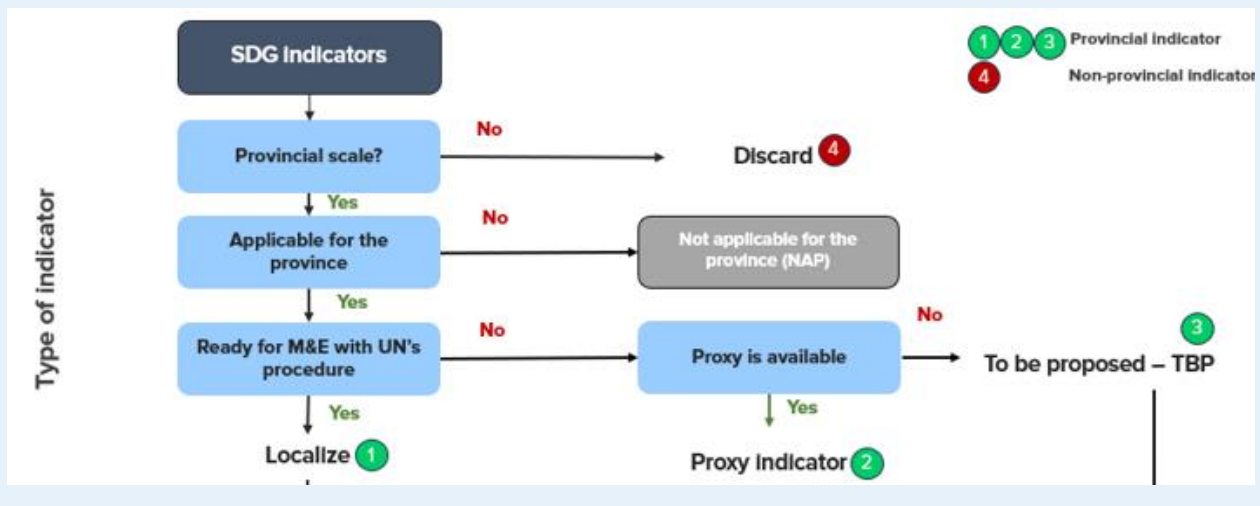 SDG Indicators
1 2 3 Provincial indicator
4 Non-provincial indicator
Provincial scale?
No
Discard 4
Yes
Applicable for the
province
No
Not applicable for the
province (NAP)
Yes
Ready for M&E with UN's
procedure
No
Proxy is available
No
3
To be proposed – TBP
Yes
Localize 1
Yes
Proxy indicator 2
Type of indicator